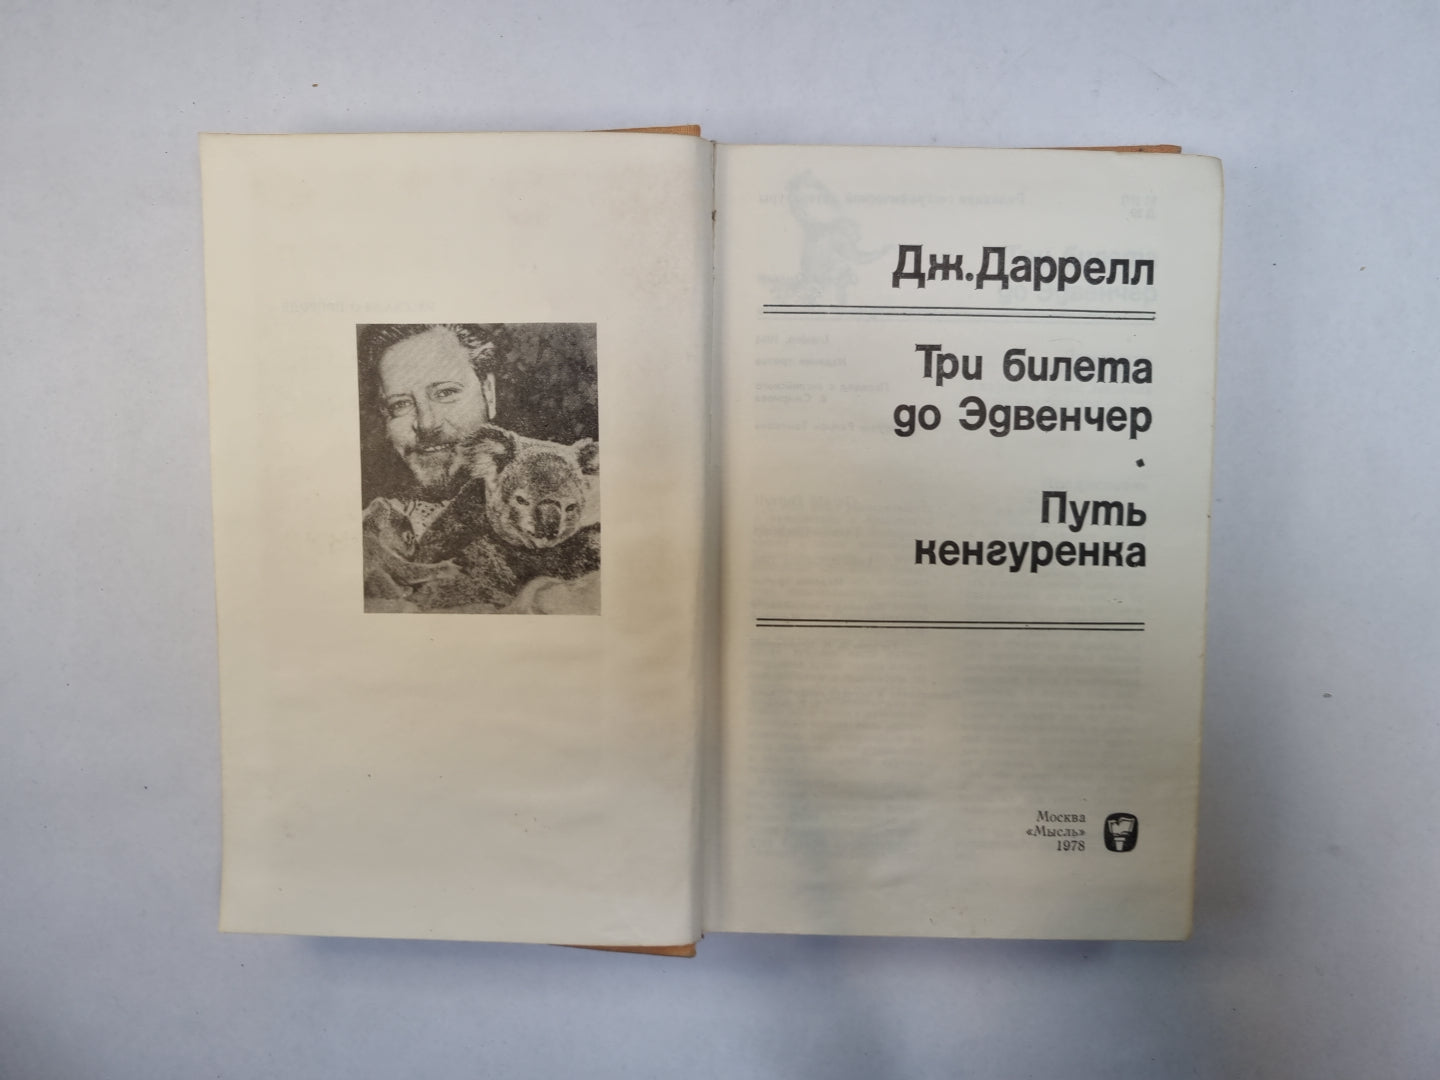 Дж.Даррелл
Три билета
до Эдвенчер
Путь
кенгуренка
Москва
«Мысль»
1978